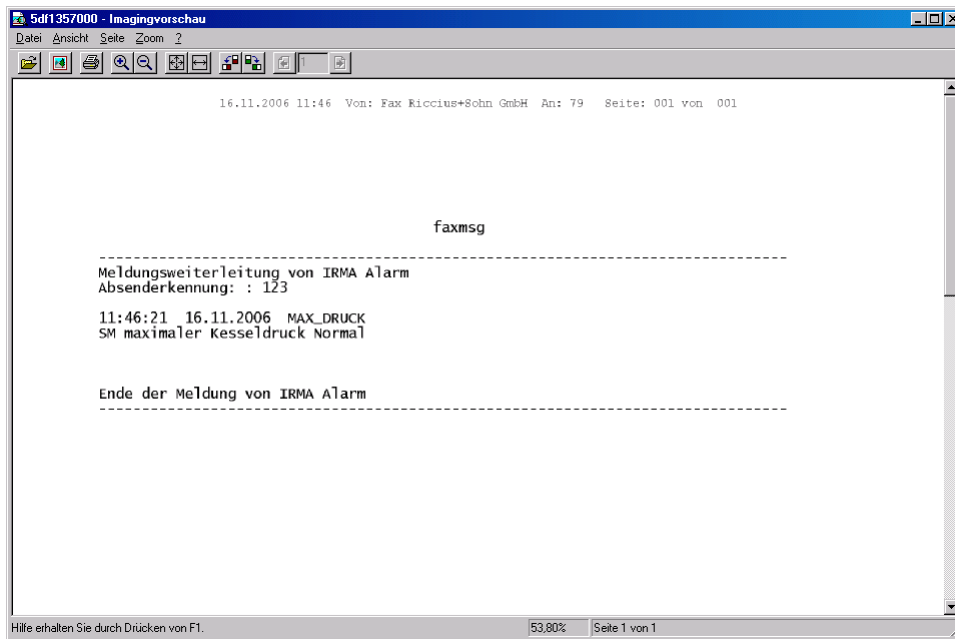 5df1357000 - Imagingvorschau
Datei Ansicht Seite Zoom ?
1
16.11.2006 11:46 Von: Fax Riccius+Sohn GmbH An: 79 Seite: 001 von 001
faxmsg
--------------------------------------------------------------------------------
Meldungsweiterleitung von IRMA Alarm
Absenderkennung: : 123
11:46:21 16.11.2006 MAX_DRUCK
SM maximaler Kesseldruck Normal
Ende der Meldung von IRMA Alarm
--------------------------------------------------------------------------------
Hilfe erhalten Sie durch Drücken von F1.
53,80%
Seite 1 von 1